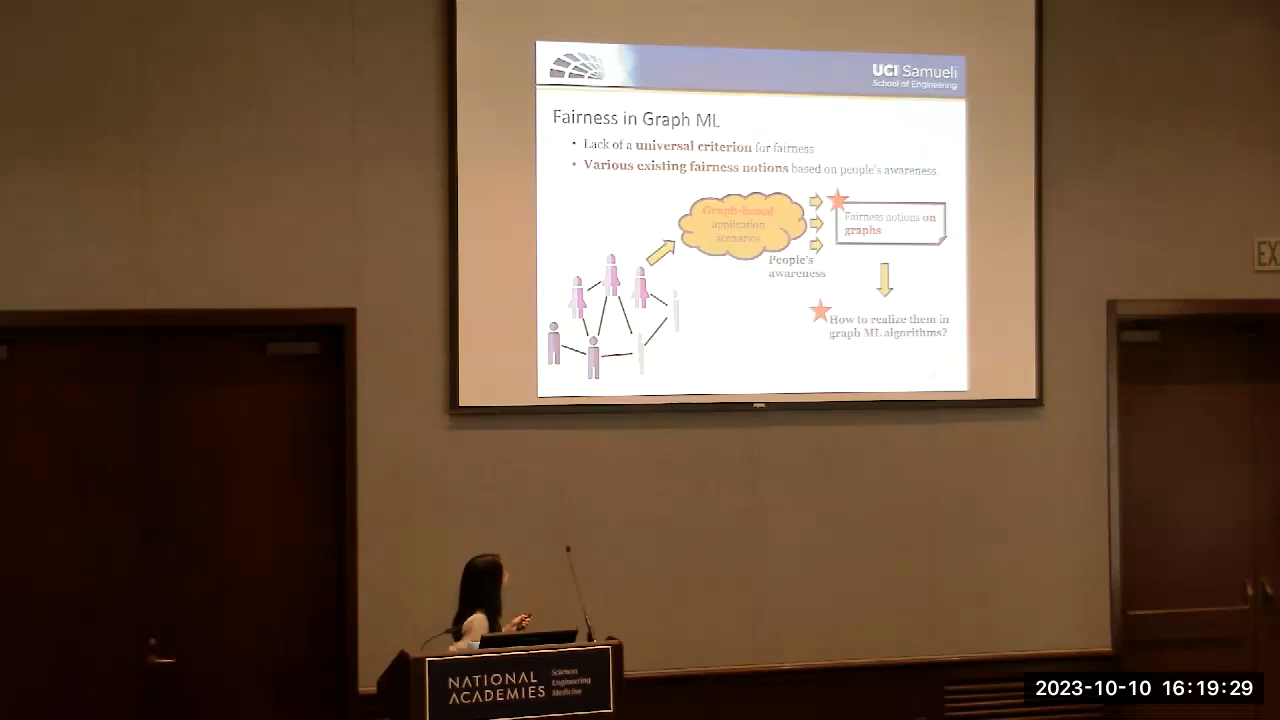 UCI Samueli
School of Engineering
Fairness in Graph ML
• Lack of a universal criterion for fairness
• Various existing fairness notions based on people's awareness.
Graph-based
application
scenarios
People's
awareness
Fairness notions on
graphs
How to realize them in
graph ML algorithms?
EX
NATIONAL
ACADEMIES
Sciences
Engineering
Medicine
2023-10-10 16:19:29